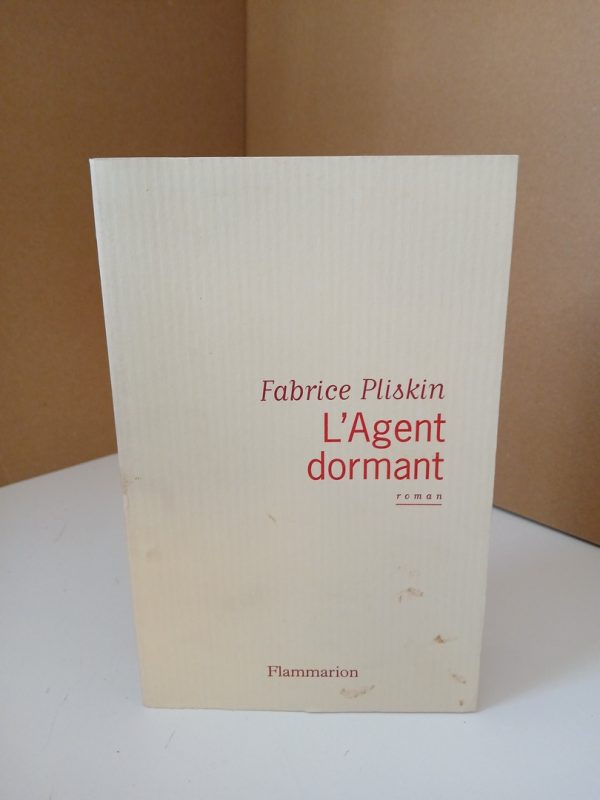 Fabrice Pliskin
L'Agent
dormant
roman
Flammarion